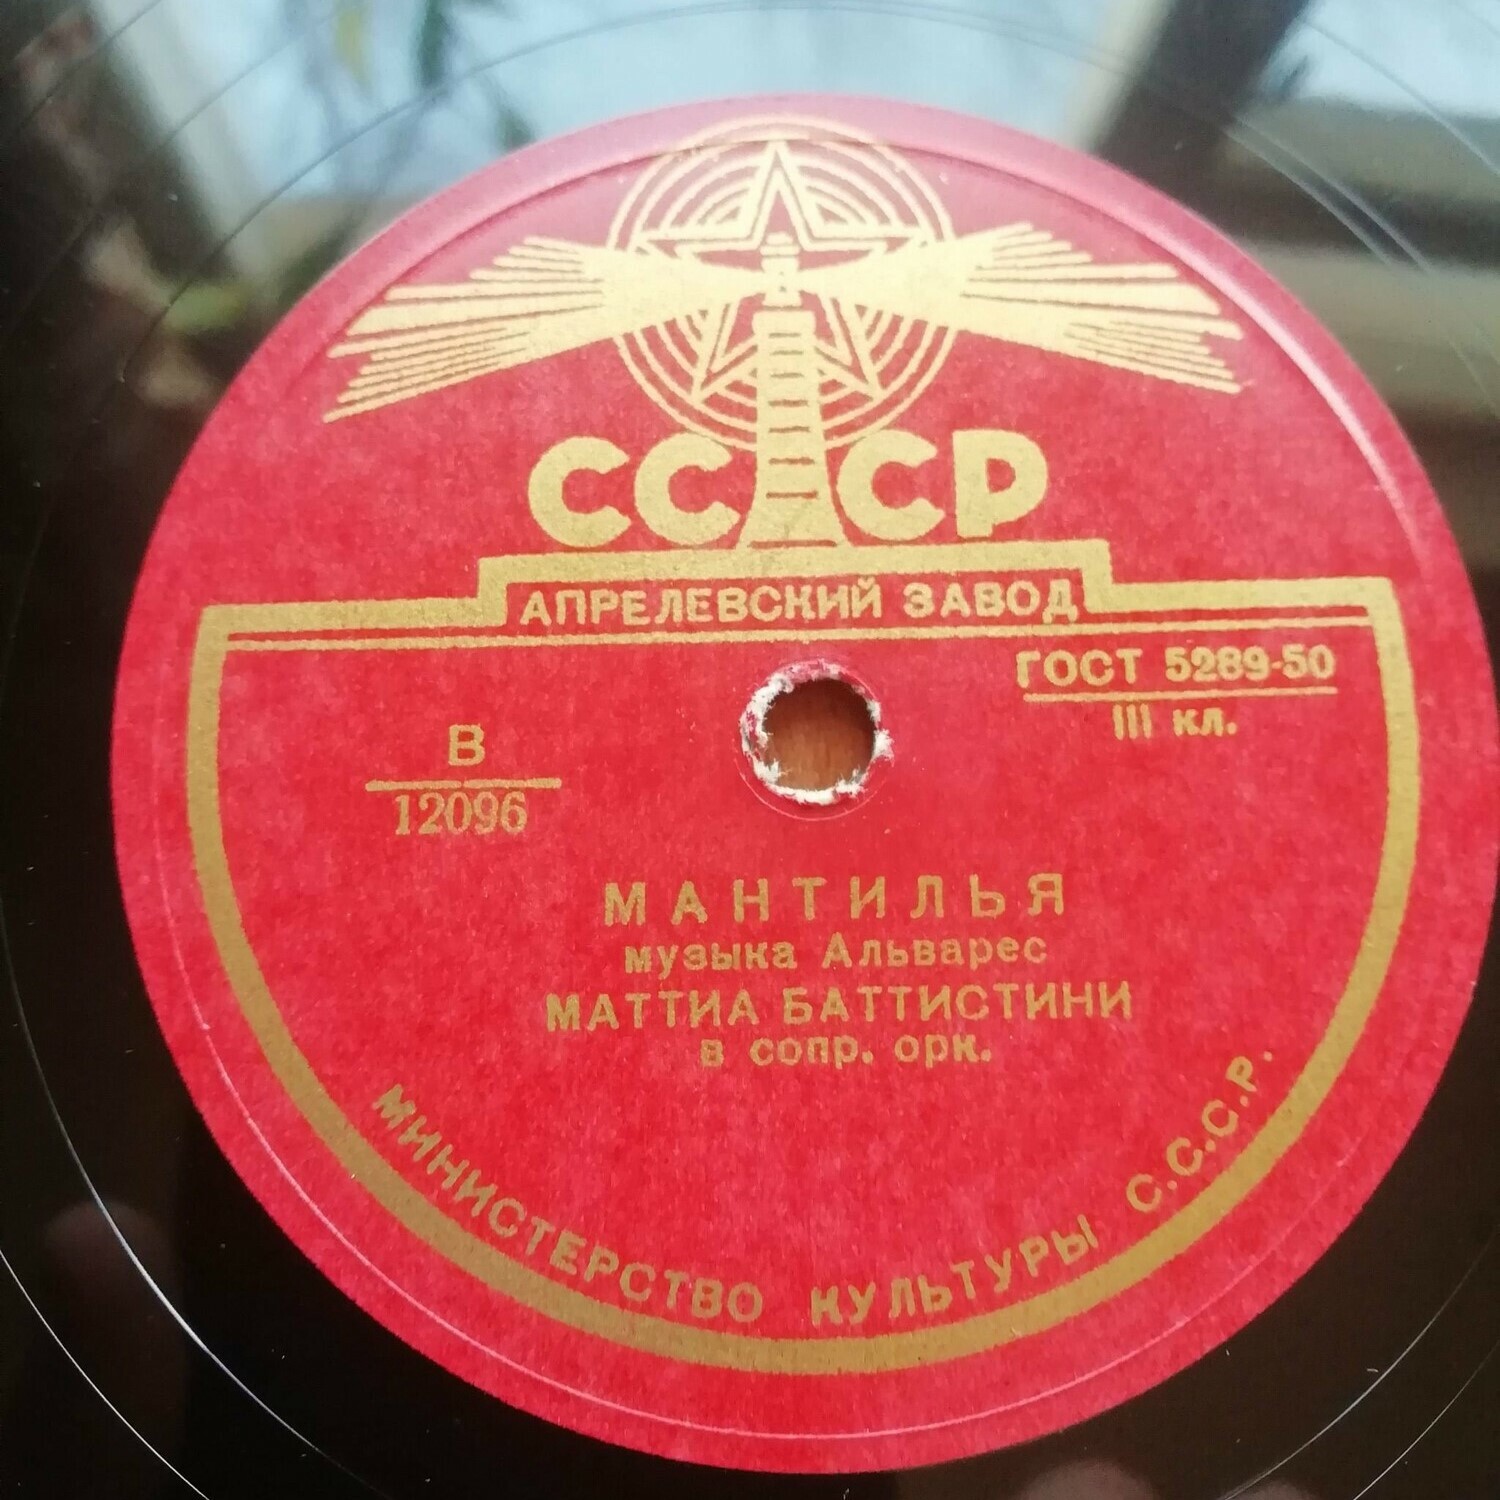 СССР
АПРЕЛЕВСКИЙ ЗАВОД
ГОСТ 5289-50
III кл.
В
12096
МАНТИЛЬЯ
музыка Альварес
МАТТИА БАТТИСТИНИ
в сопр. орк.
МИНИСТЕРСТВО КУЛЬТУРЫ С.С.С.Р.